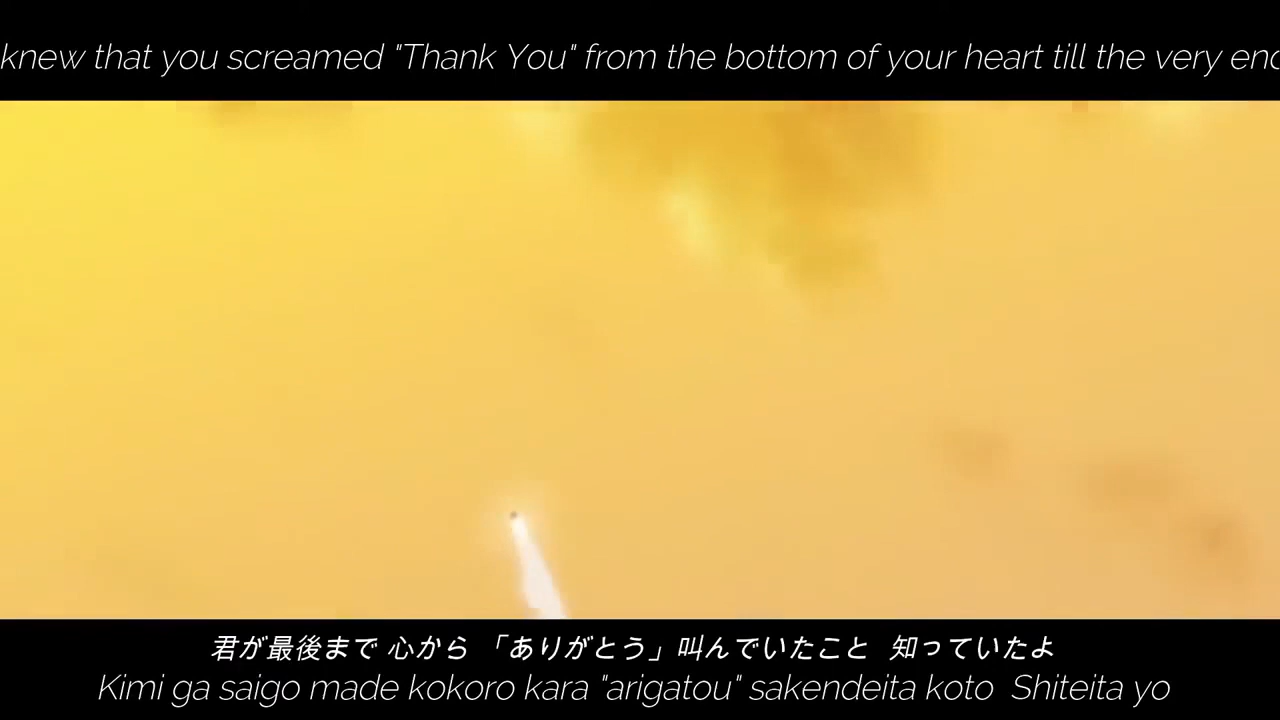 knew that you screamed "Thank You" from the bottom of your heart till the very end
君が最後まで 心から 「ありがとう」叫んでいたこと 知っていたよ
Kimi ga saigo made kokoro kara "arigatou" sakendeita koto Shiteita yo